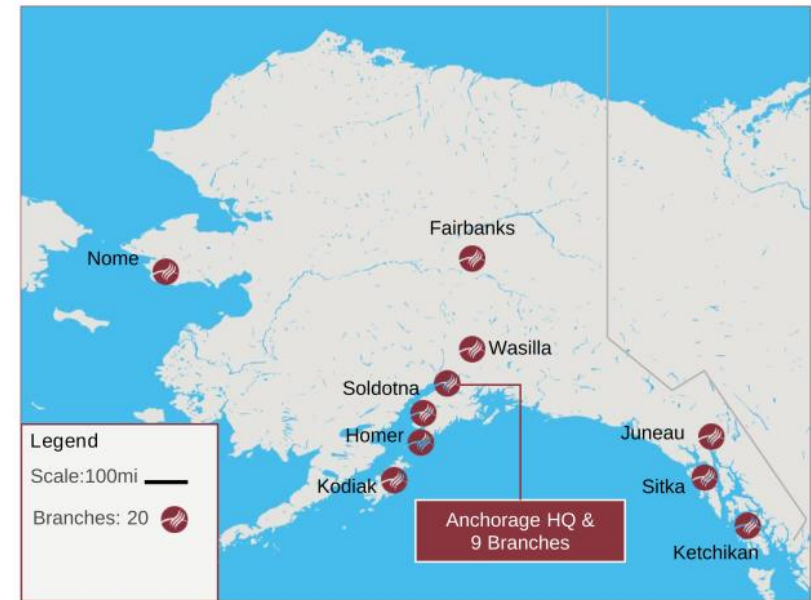 Fairbanks
Nome
Wasilla
Soldotna
Homer
Juneau
Kodiak
Sitka
Ketchikan
Anchorage HQ &
9 Branches
Legend
Scale:100mi
Branches: 20